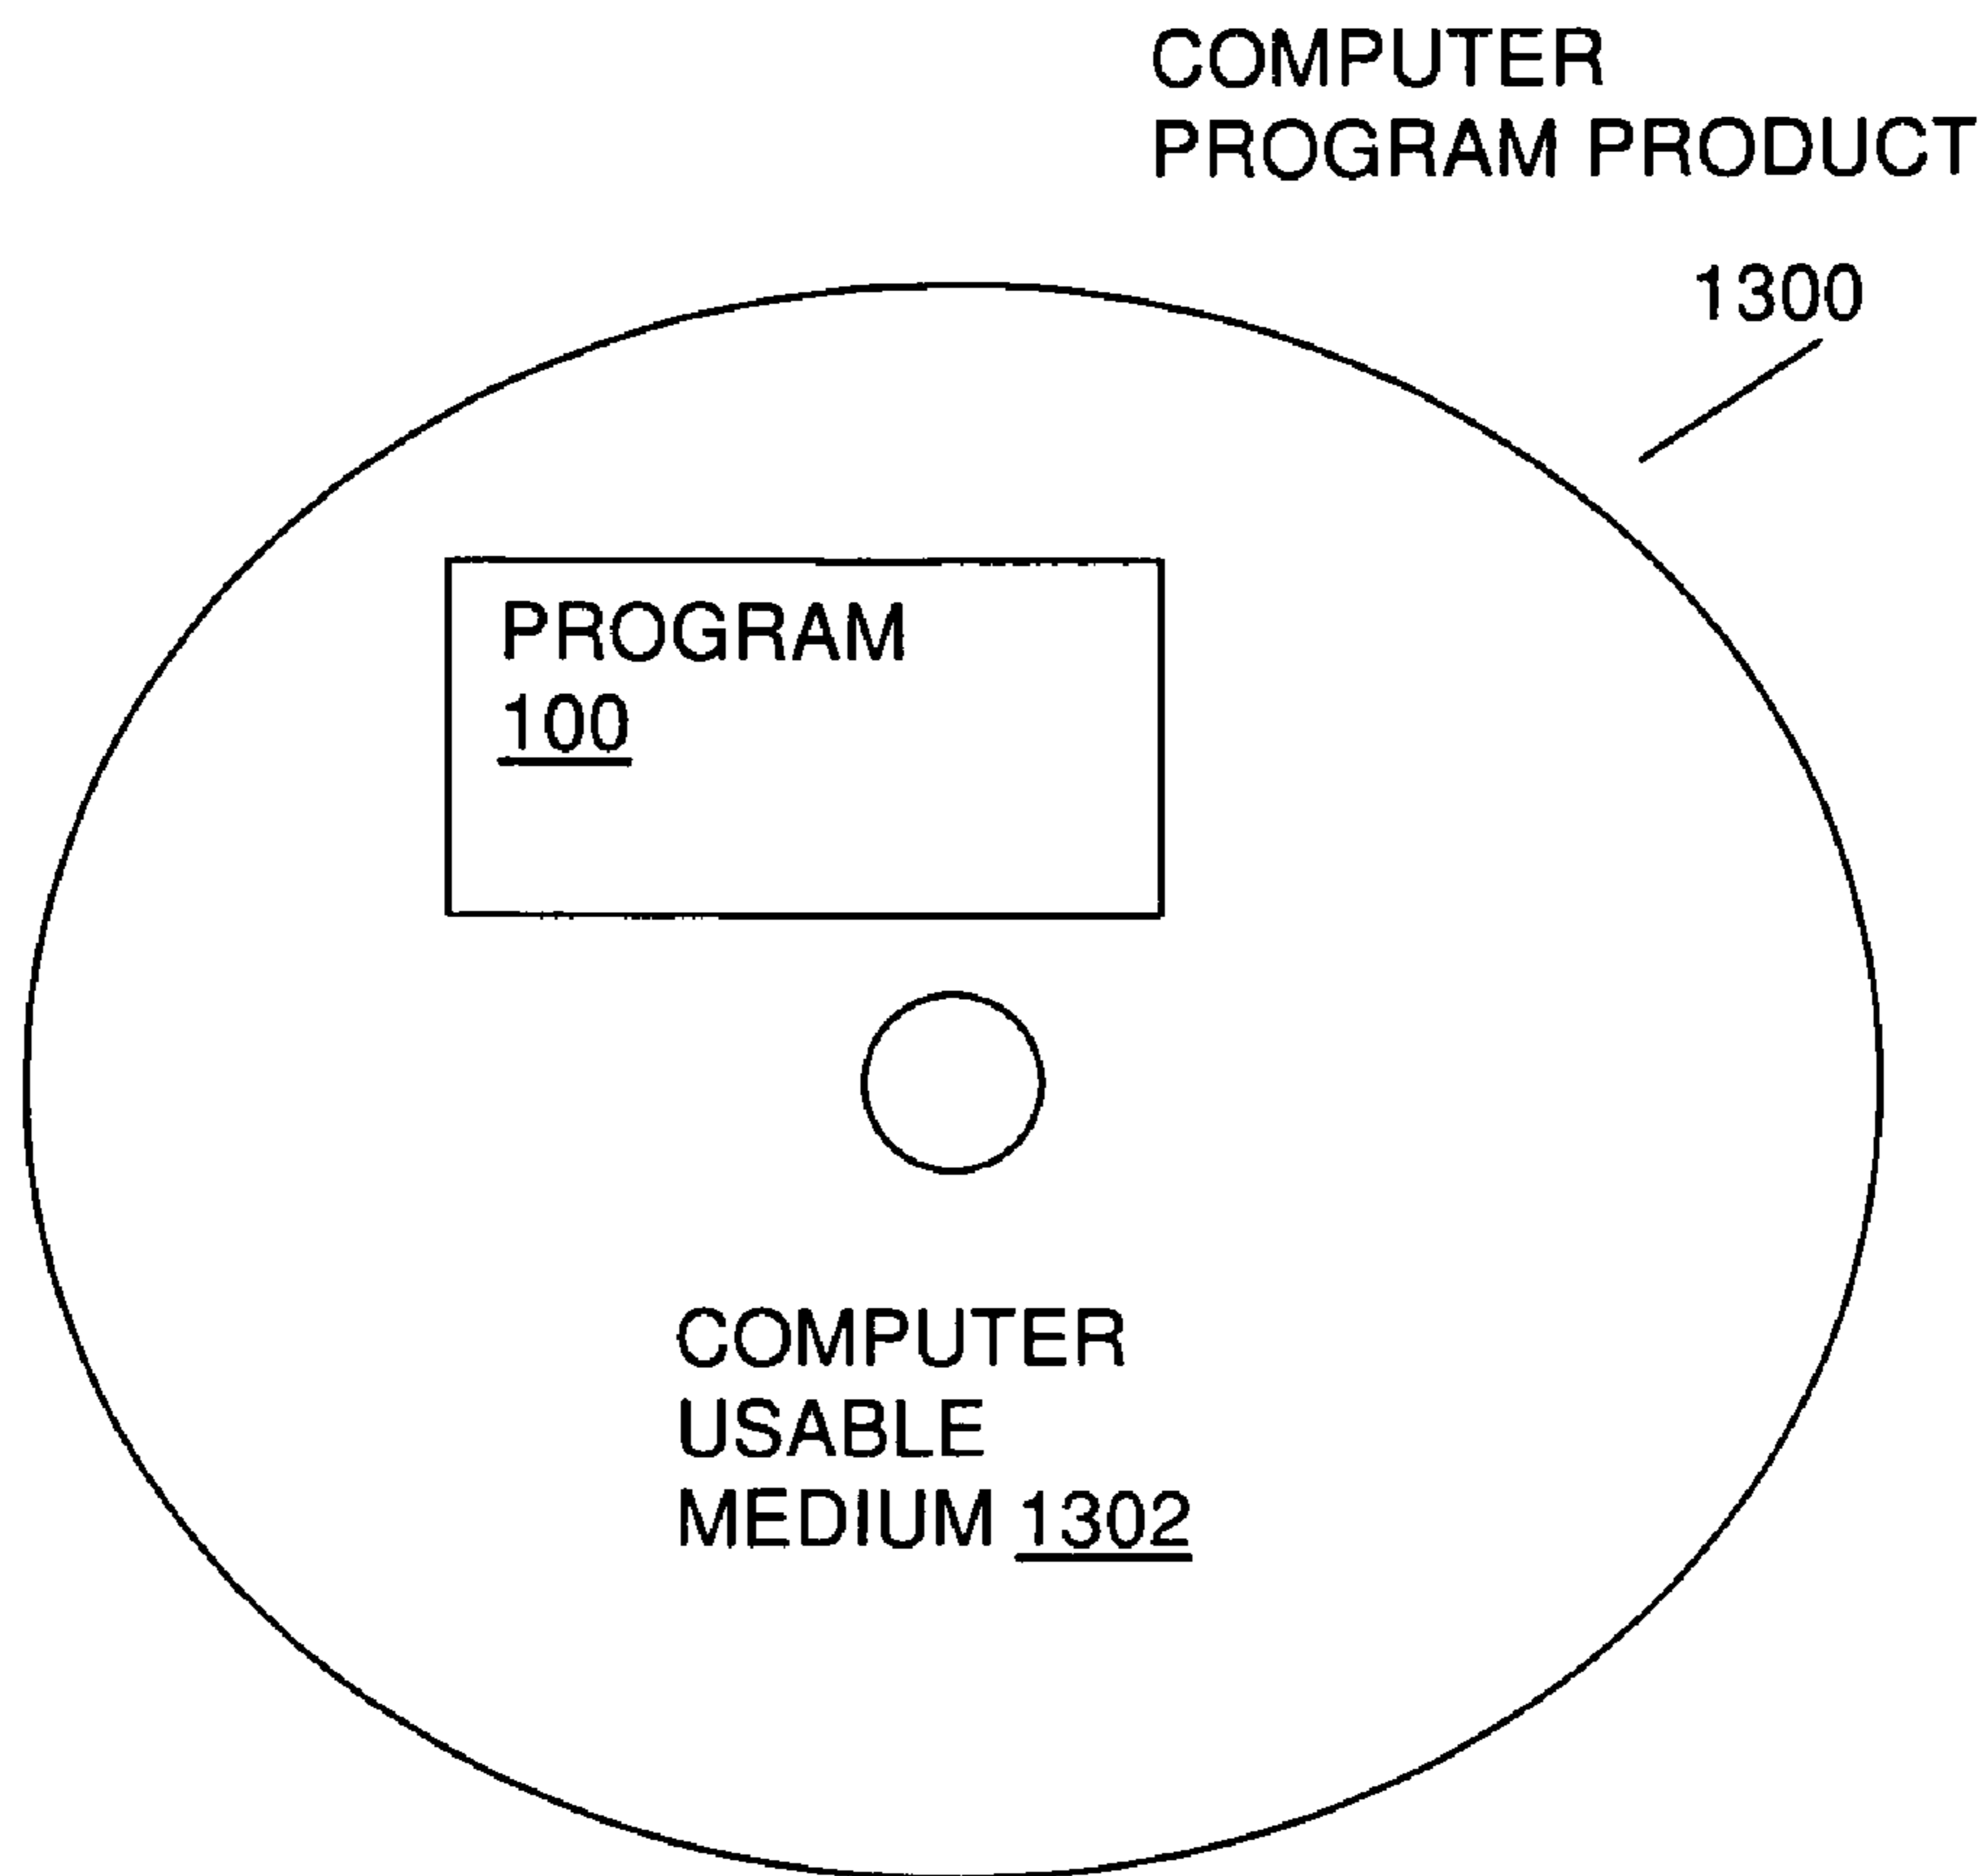 COMPUTER
PROGRAM PRODUCT
1300
PROGRAM
100
COMPUTER
USABLE
MEDIUM 1302